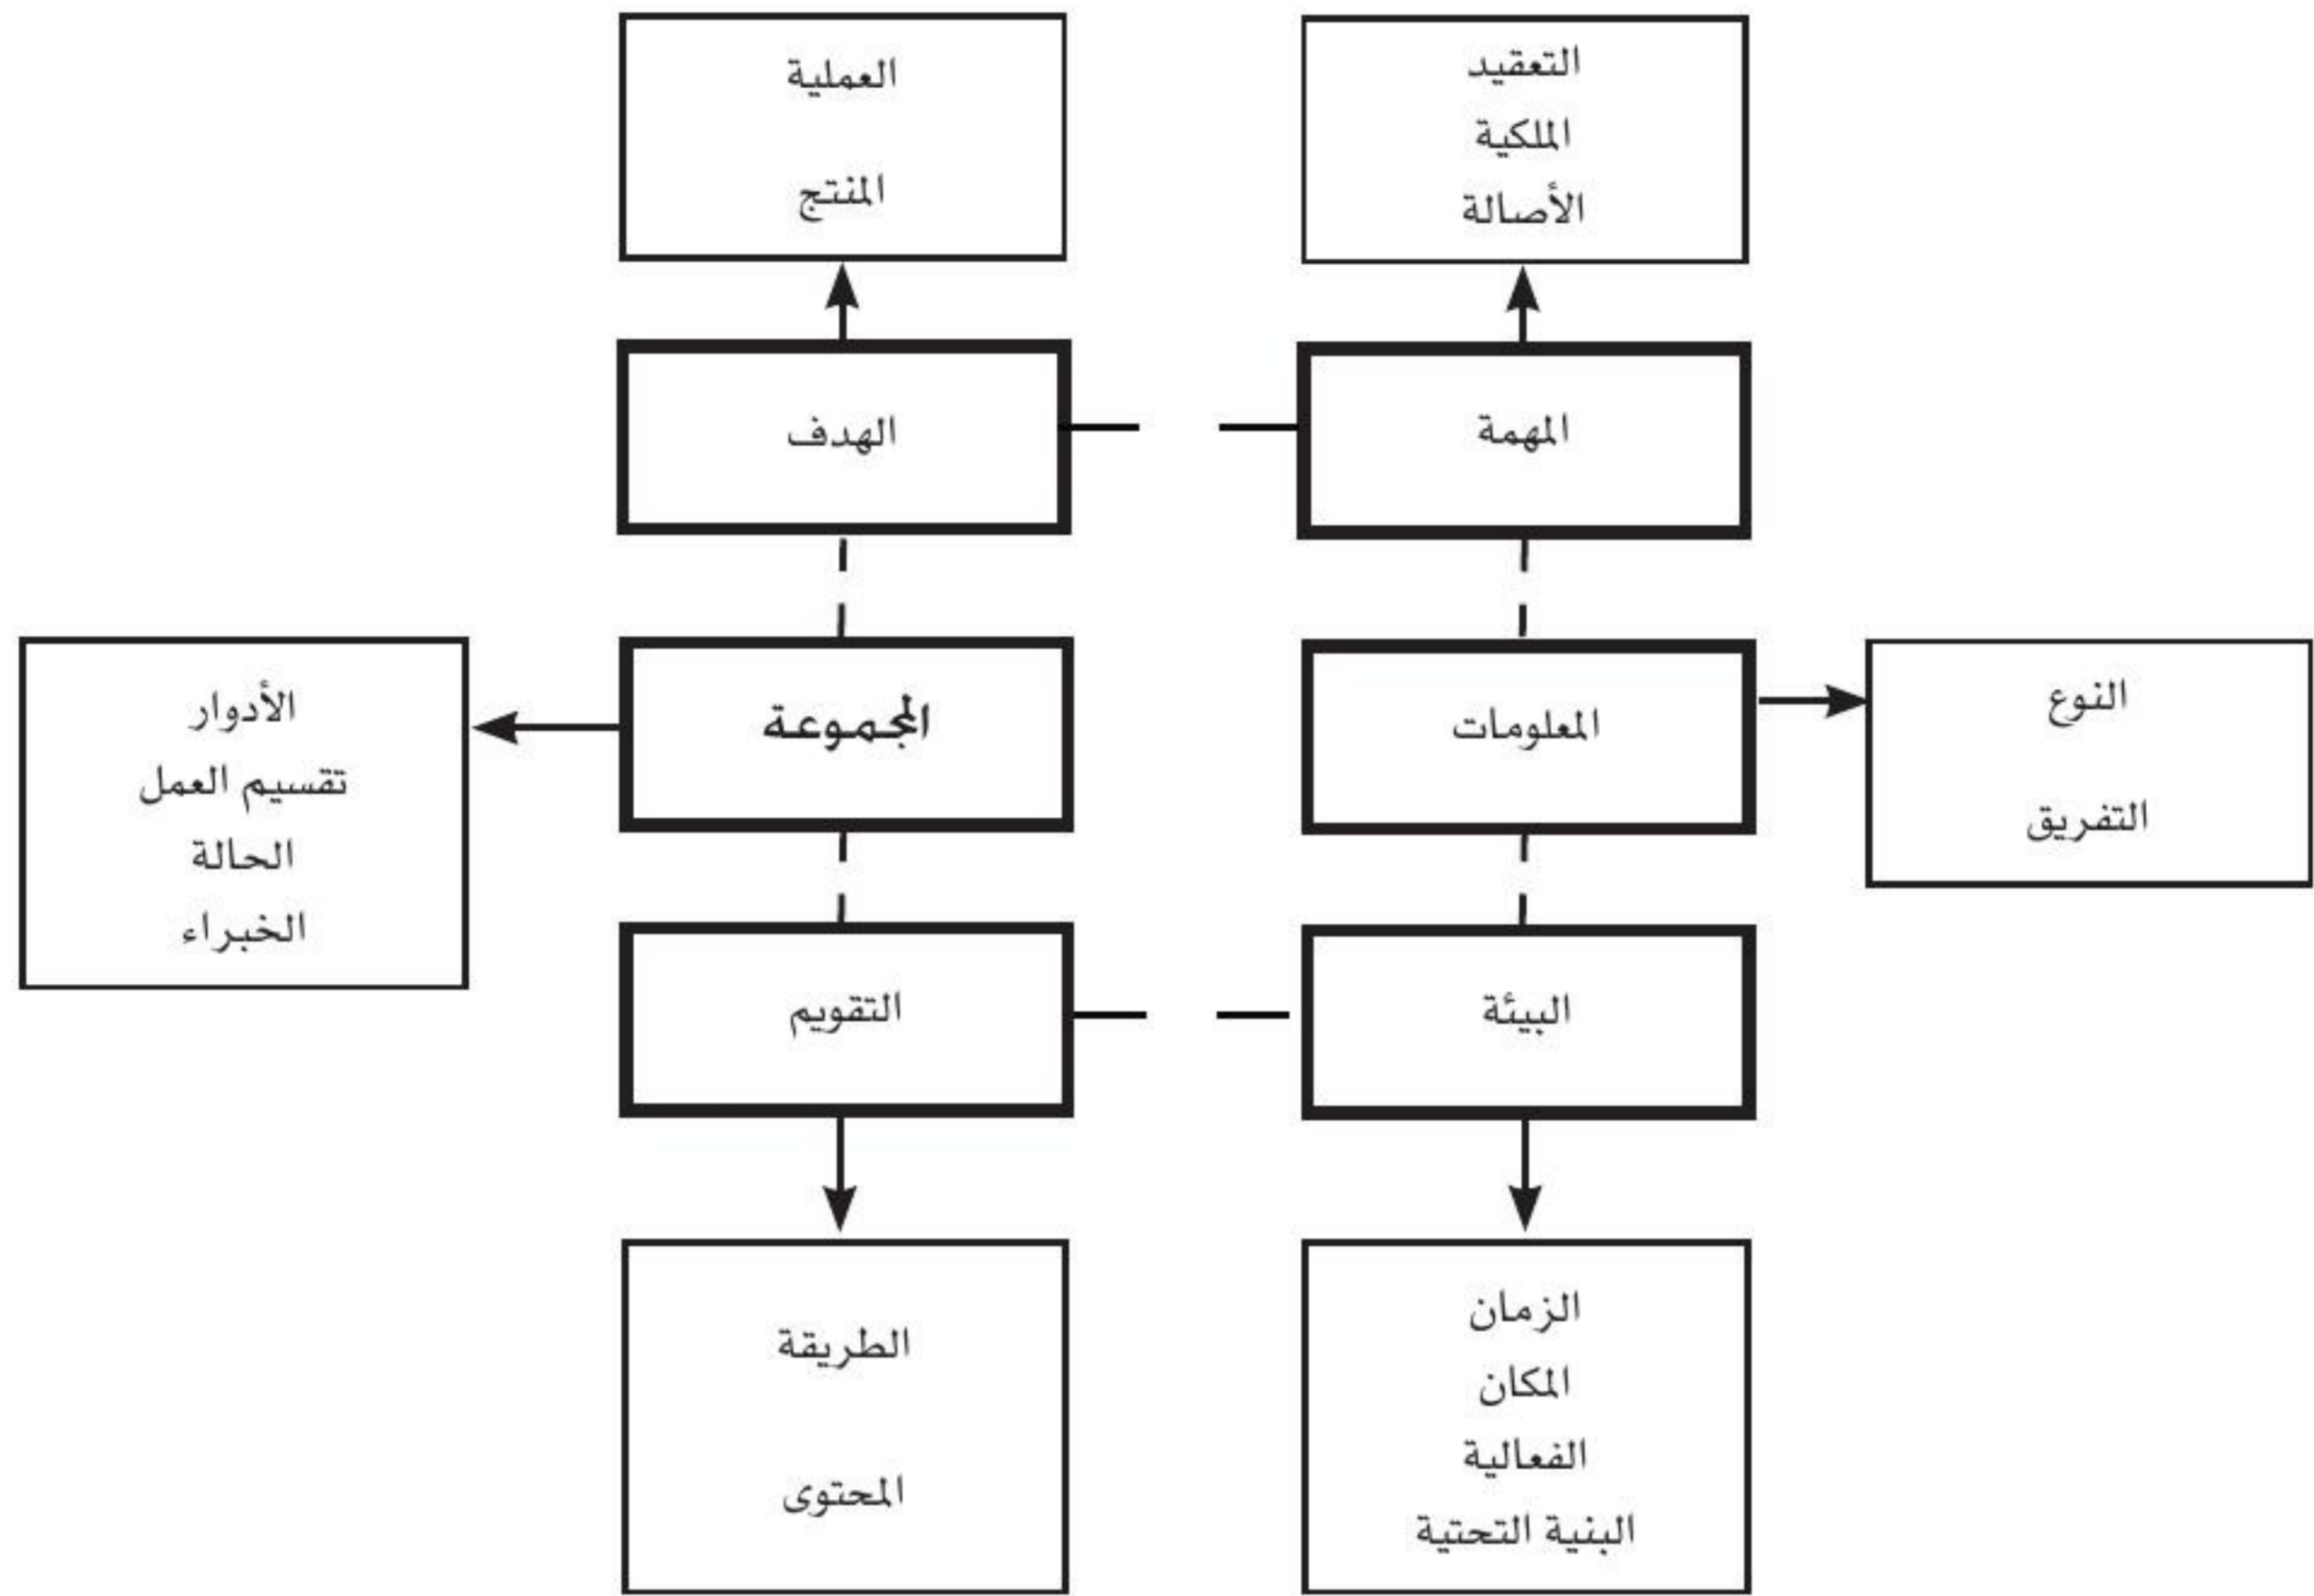 التعقيد
الملكية
الأصالة
العملية
المنتج
المهمة
الهدف
النوع
التفريق
المعلومات
المجموعة
الأدوار
تقسيم العمل
الحالة
الخبراء
البيئة
التقويم
الزمان
المكان
الفعالية
البنية التحتية
الطريقة
المحتوى